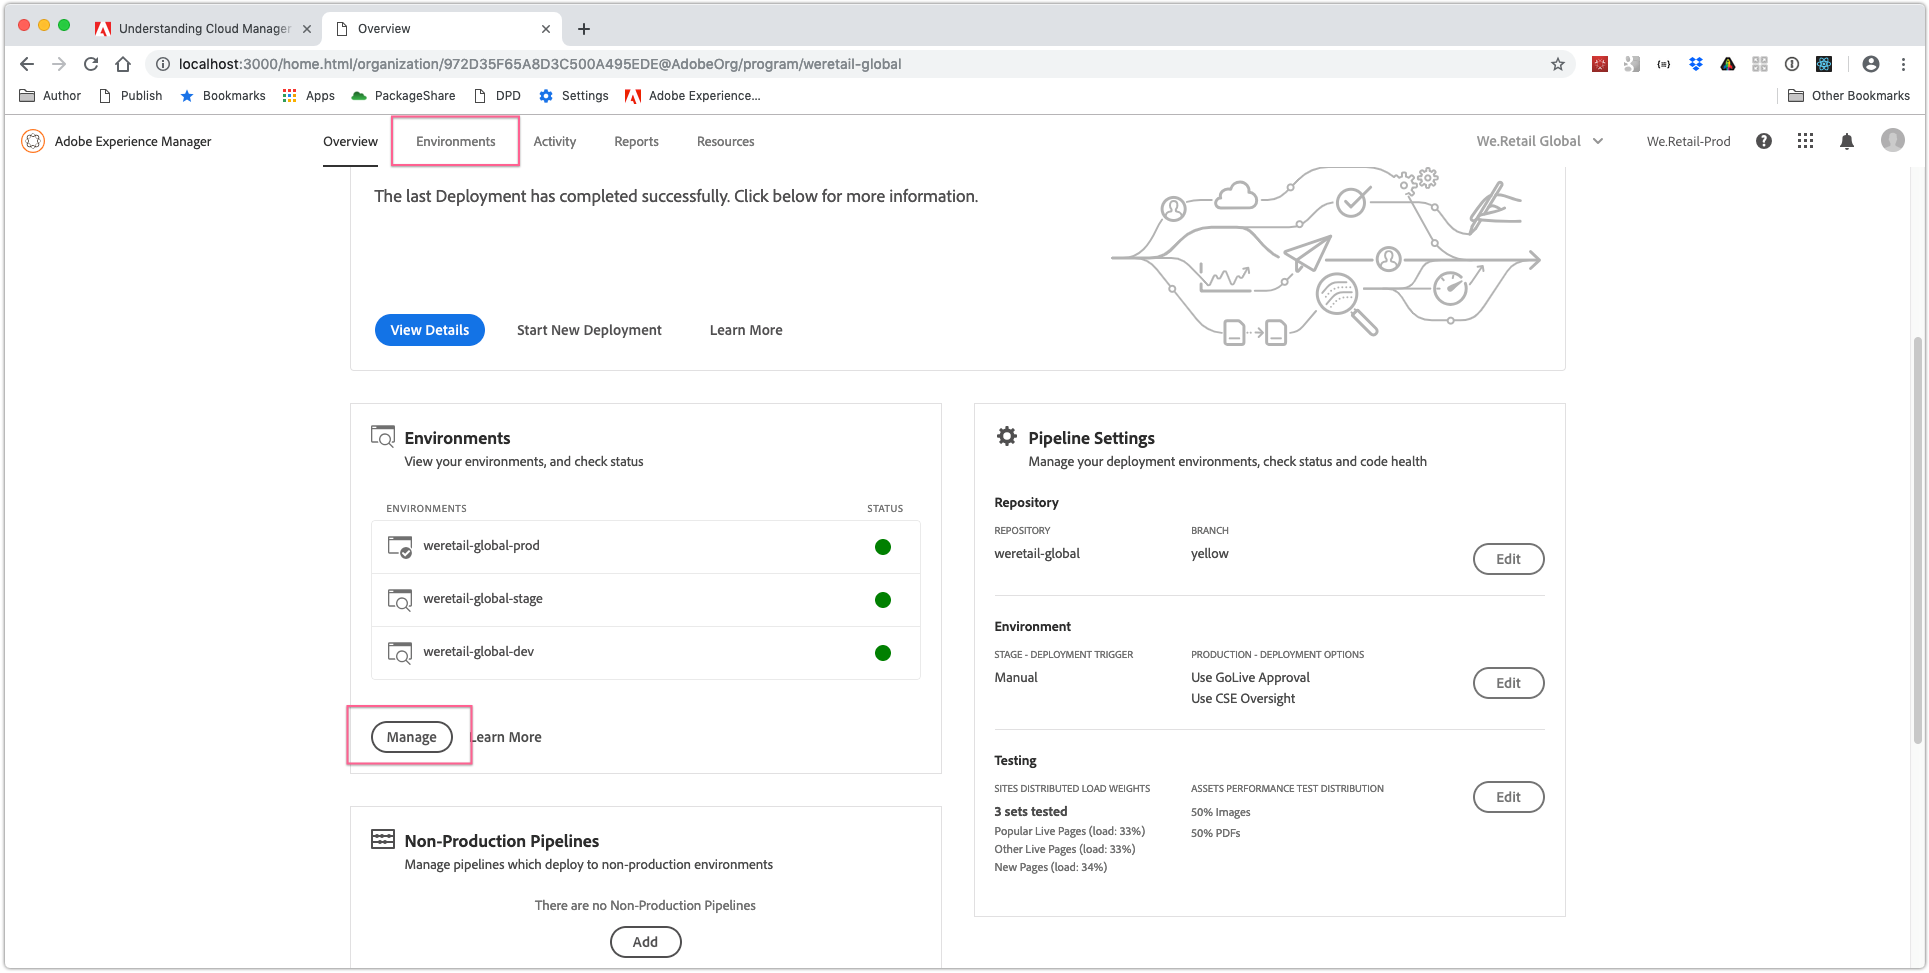 Understanding Cloud Manager
Overview
localhost:3000/home.html/organization/972D35F65A8D3C500A495EDE@AdobeOrg/program/weretail-global
Author
Publish
Bookmarks
Apps
PackageShare
DPD
Settings
Adobe Experience...
Other Bookmarks
Adobe Experience Manager
Overview
Environments
Activity
Reports
Resources
We.Retail Global
We.Retail-Prod
The last Deployment has completed successfully. Click below for more information.
View Details
Start New Deployment
Learn More
Environments
View your environments, and check status
ENVIRONMENTS
STATUS
weretail-global-prod
weretail-global-stage
weretail-global-dev
Manage
Learn More
Non-Production Pipelines
Manage pipelines which deploy to non-production environments
There are no Non-Production Pipelines
Add
Pipeline Settings
Manage your deployment environments, check status and code health
Repository
REPOSITORY
BRANCH
weretail-global
yellow
Edit
Environment
STAGE - DEPLOYMENT TRIGGER
PRODUCTION - DEPLOYMENT OPTIONS
Manual
Use GoLive Approval
Use CSE Oversight
Edit
Testing
SITES DISTRIBUTED LOAD WEIGHTS
ASSETS PERFORMANCE TEST DISTRIBUTION
3 sets tested
50% Images
Popular Live Pages (load: 33%)
50% PDFs
Other Live Pages (load: 33%)
New Pages (load: 34%)
Edit